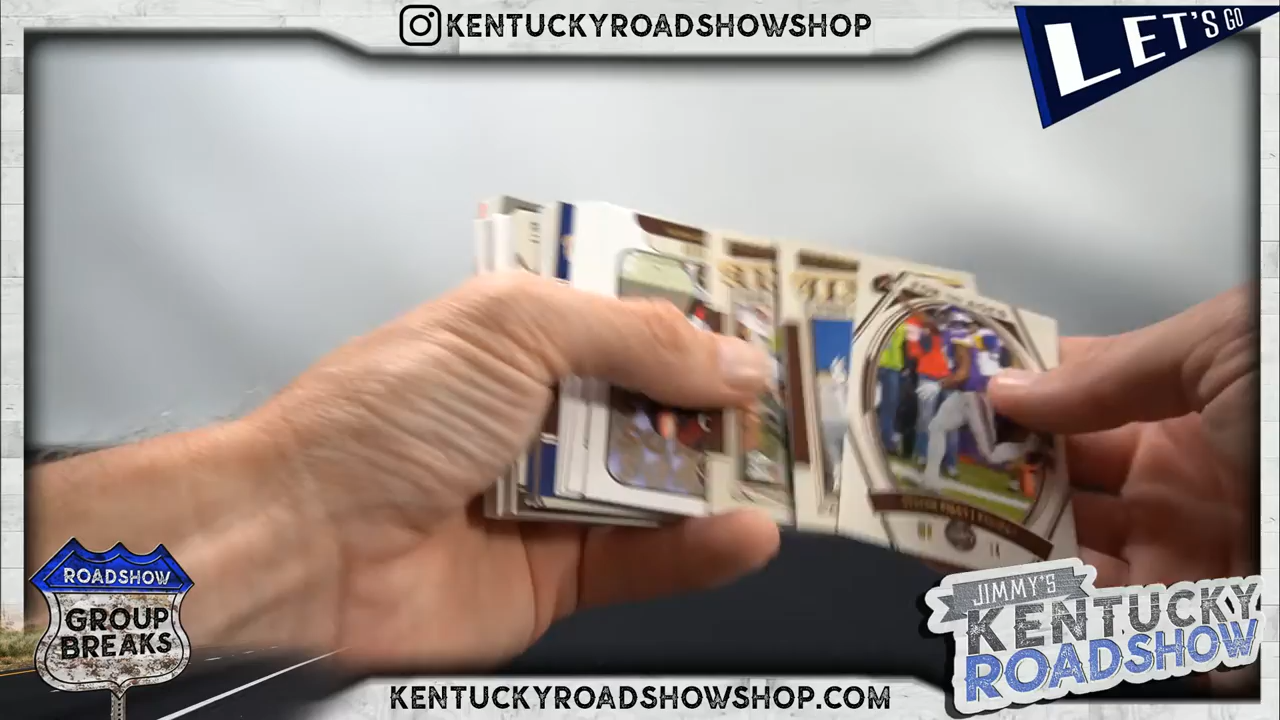 KENTUCKYROADSHOWSHOP
LET'S GO
ROADSHOW
GROUP
BREAKS
JIMMY'S
KENTUCKY
ROADSHOW
KENTUCKYROADSHOWSHOP.COM